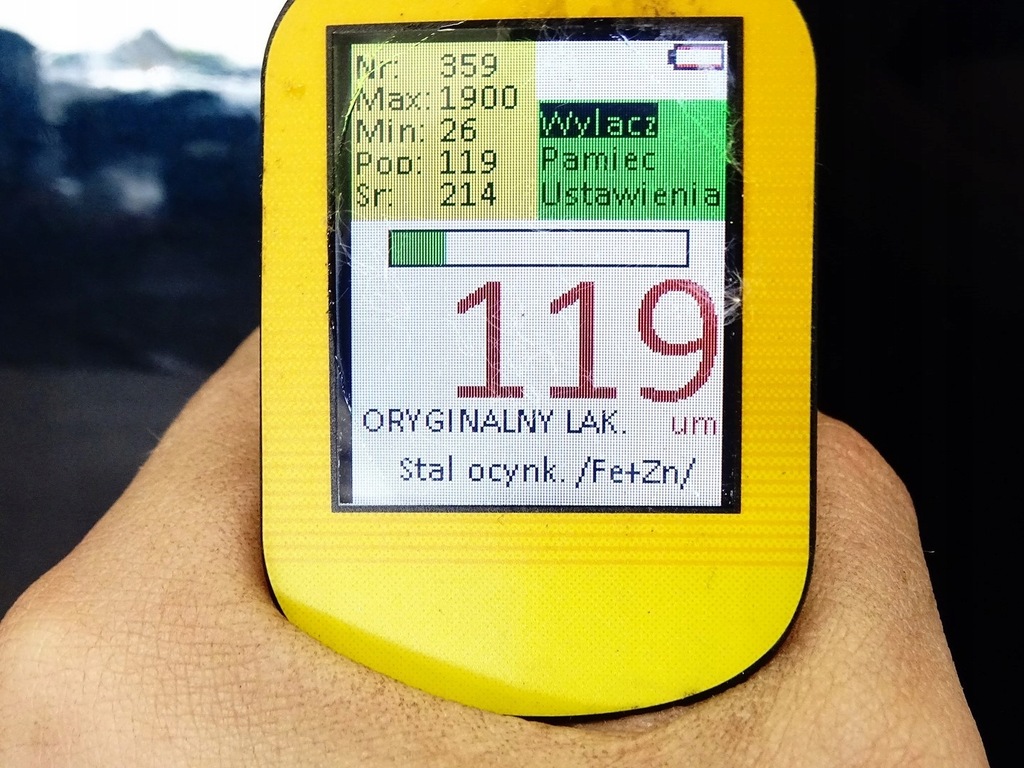 Nr: 359
Max: 1900
Min: 26
Pop: 119
Sr: 214
Wylacz
Pamiec
Ustawienia
119
ORYGINALNY LAK. um
Stal ocynk. /Fe+Zn/